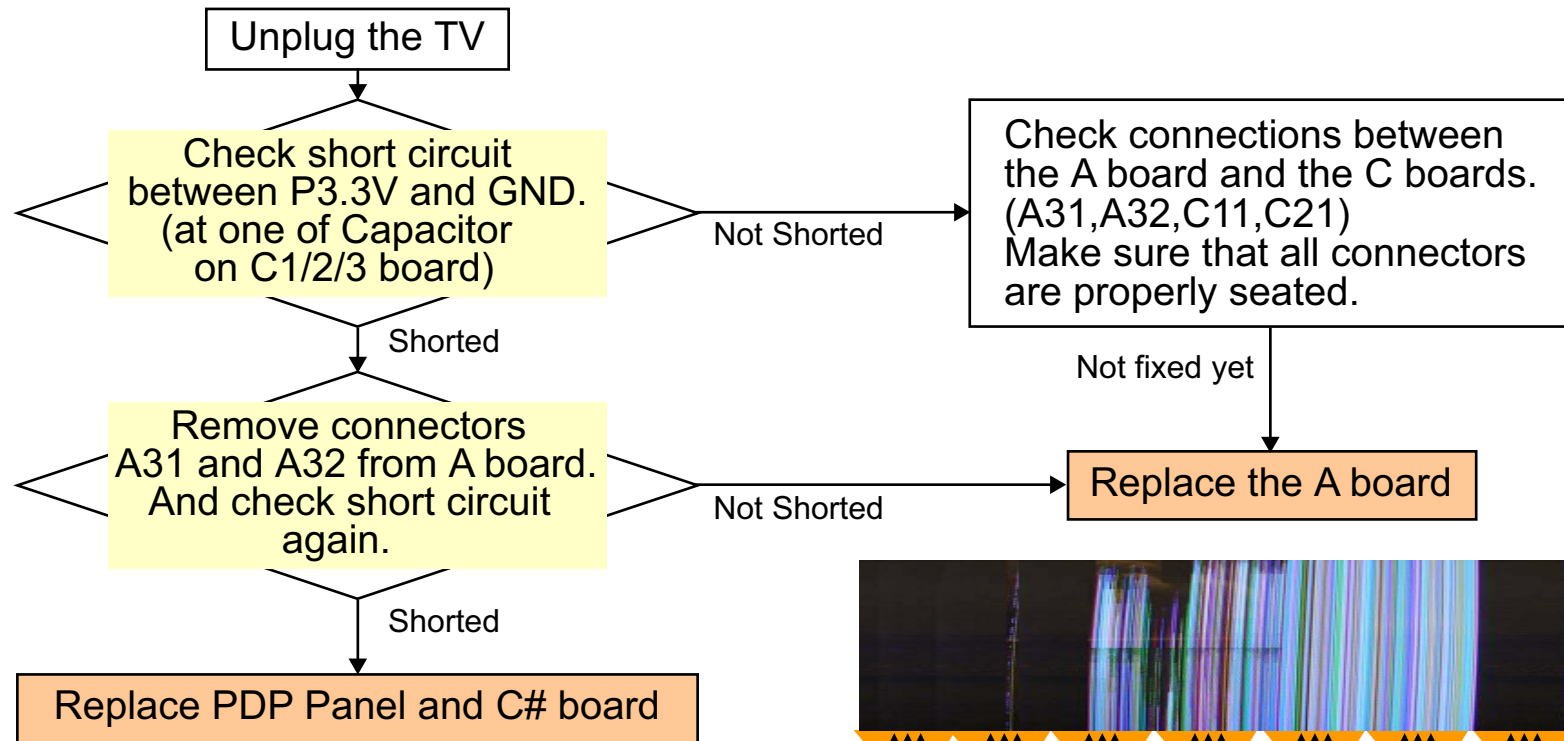 Unplug the TV
Check short circuit
between P3.3V and GND.
(at one of Capacitor
on C1/2/3 board)
Not Shorted
Check connections between
the A board and the C boards.
(A31,A32,C11,C21)
Make sure that all connectors
are properly seated.
Shorted
Not fixed yet
Remove connectors
A31 and A32 from A board.
And check short circuit
again.
Not Shorted
Replace the A board
Shorted
Replace PDP Panel and C# board